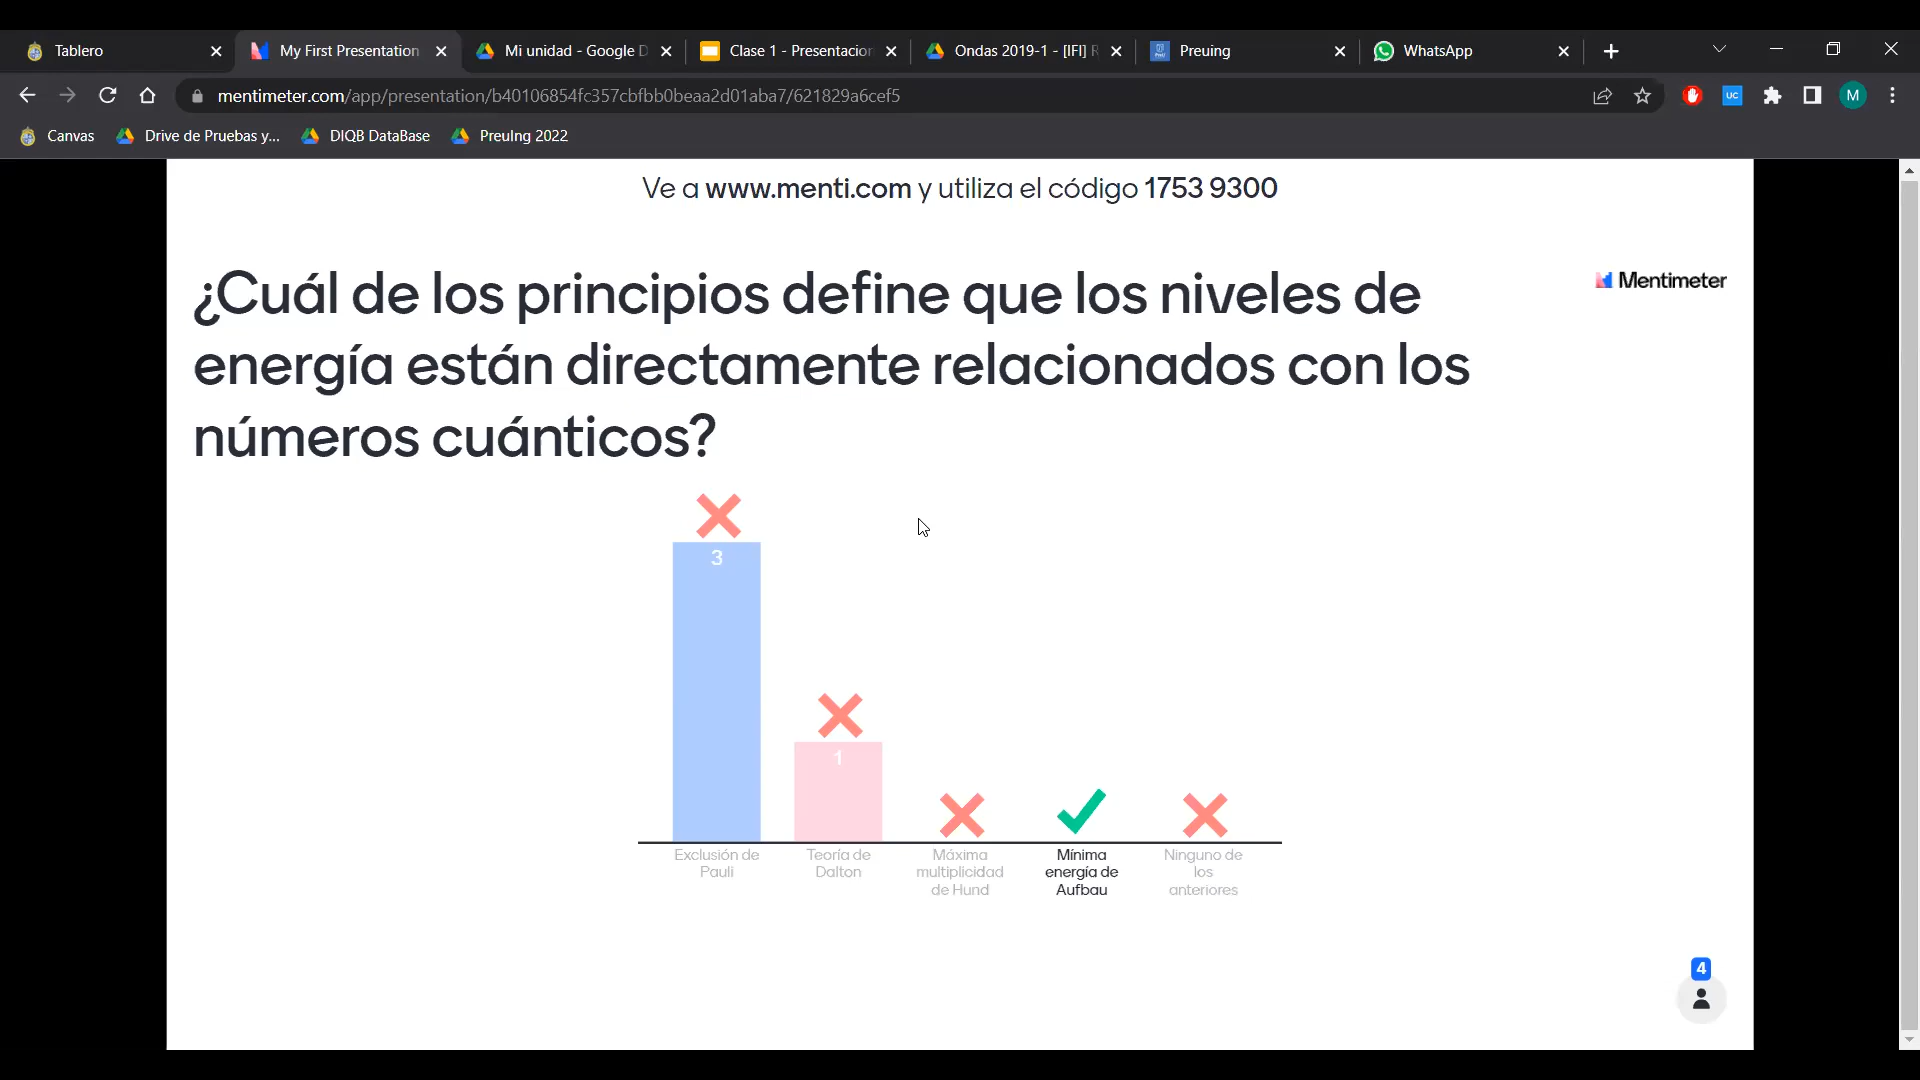 Tablero
My First Presentation
Mi unidad - Google D
Clase 1 - Presentacion
Ondas 2019-1 - [IFI] R
Preuing
WhatsApp
mentimeter.com/app/presentation/b40106854fc357cbfbb0beaa2d01aba7/621829a6cef5
UC
M
Canvas
Drive de Pruebas y...
DIQB DataBase
PreuIng 2022
Ve a www.menti.com y utiliza el código 1753 9300
¿Cuál de los principios define que los niveles de
energía están directamente relacionados con los
números cuánticos?
Mentimeter
3
1
Exclusión de
Pauli
Teoría de
Dalton
Máxima
multiplicidad
de Hund
Mínima
energía de
Aufbau
Ninguno de
los
anteriores
4